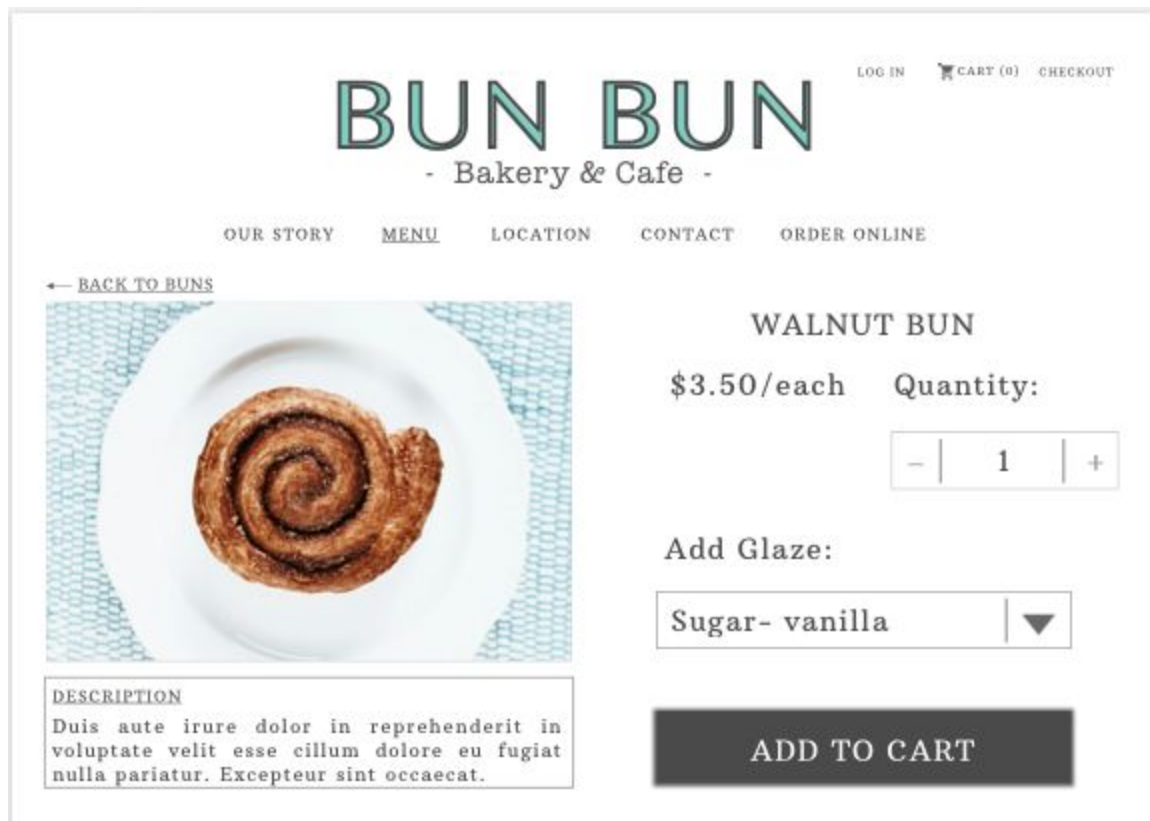 LOG IN CART (0) CHECKOUT
BUN BUN
- Bakery & Cafe -
OUR STORY MENU LOCATION CONTACT ORDER ONLINE
← BACK TO BUNS
WALNUT BUN
$3.50/each Quantity:
– 1 +
Add Glaze:
Sugar- vanilla
ADD TO CART
DESCRIPTION
Duis aute irure dolor in reprehenderit in
voluptate velit esse cillum dolore eu fugiat
nulla pariatur. Excepteur sint occaecat.